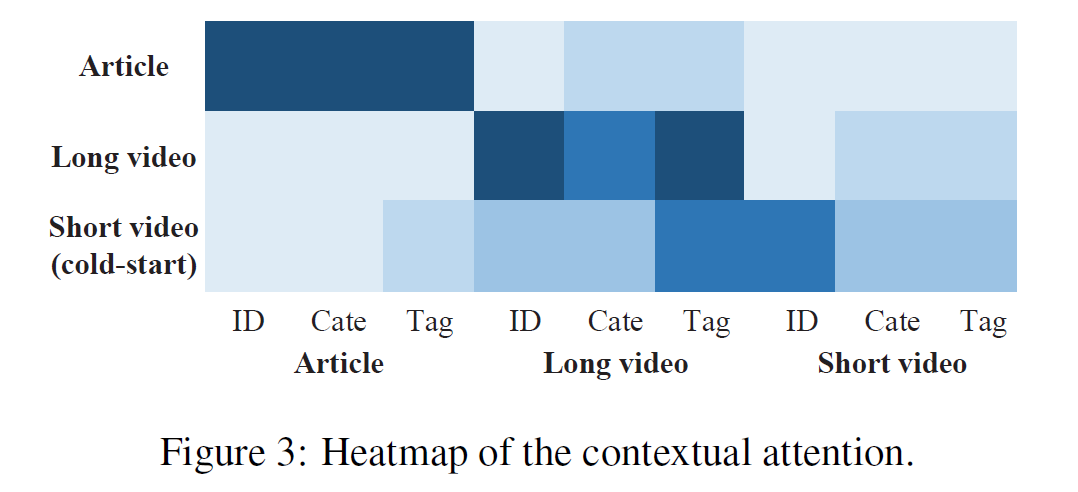 Article
Long video
Short video
(cold-start)
ID Cate Tag ID Cate Tag ID Cate Tag
Article Long video Short video
Figure 3: Heatmap of the contextual attention.